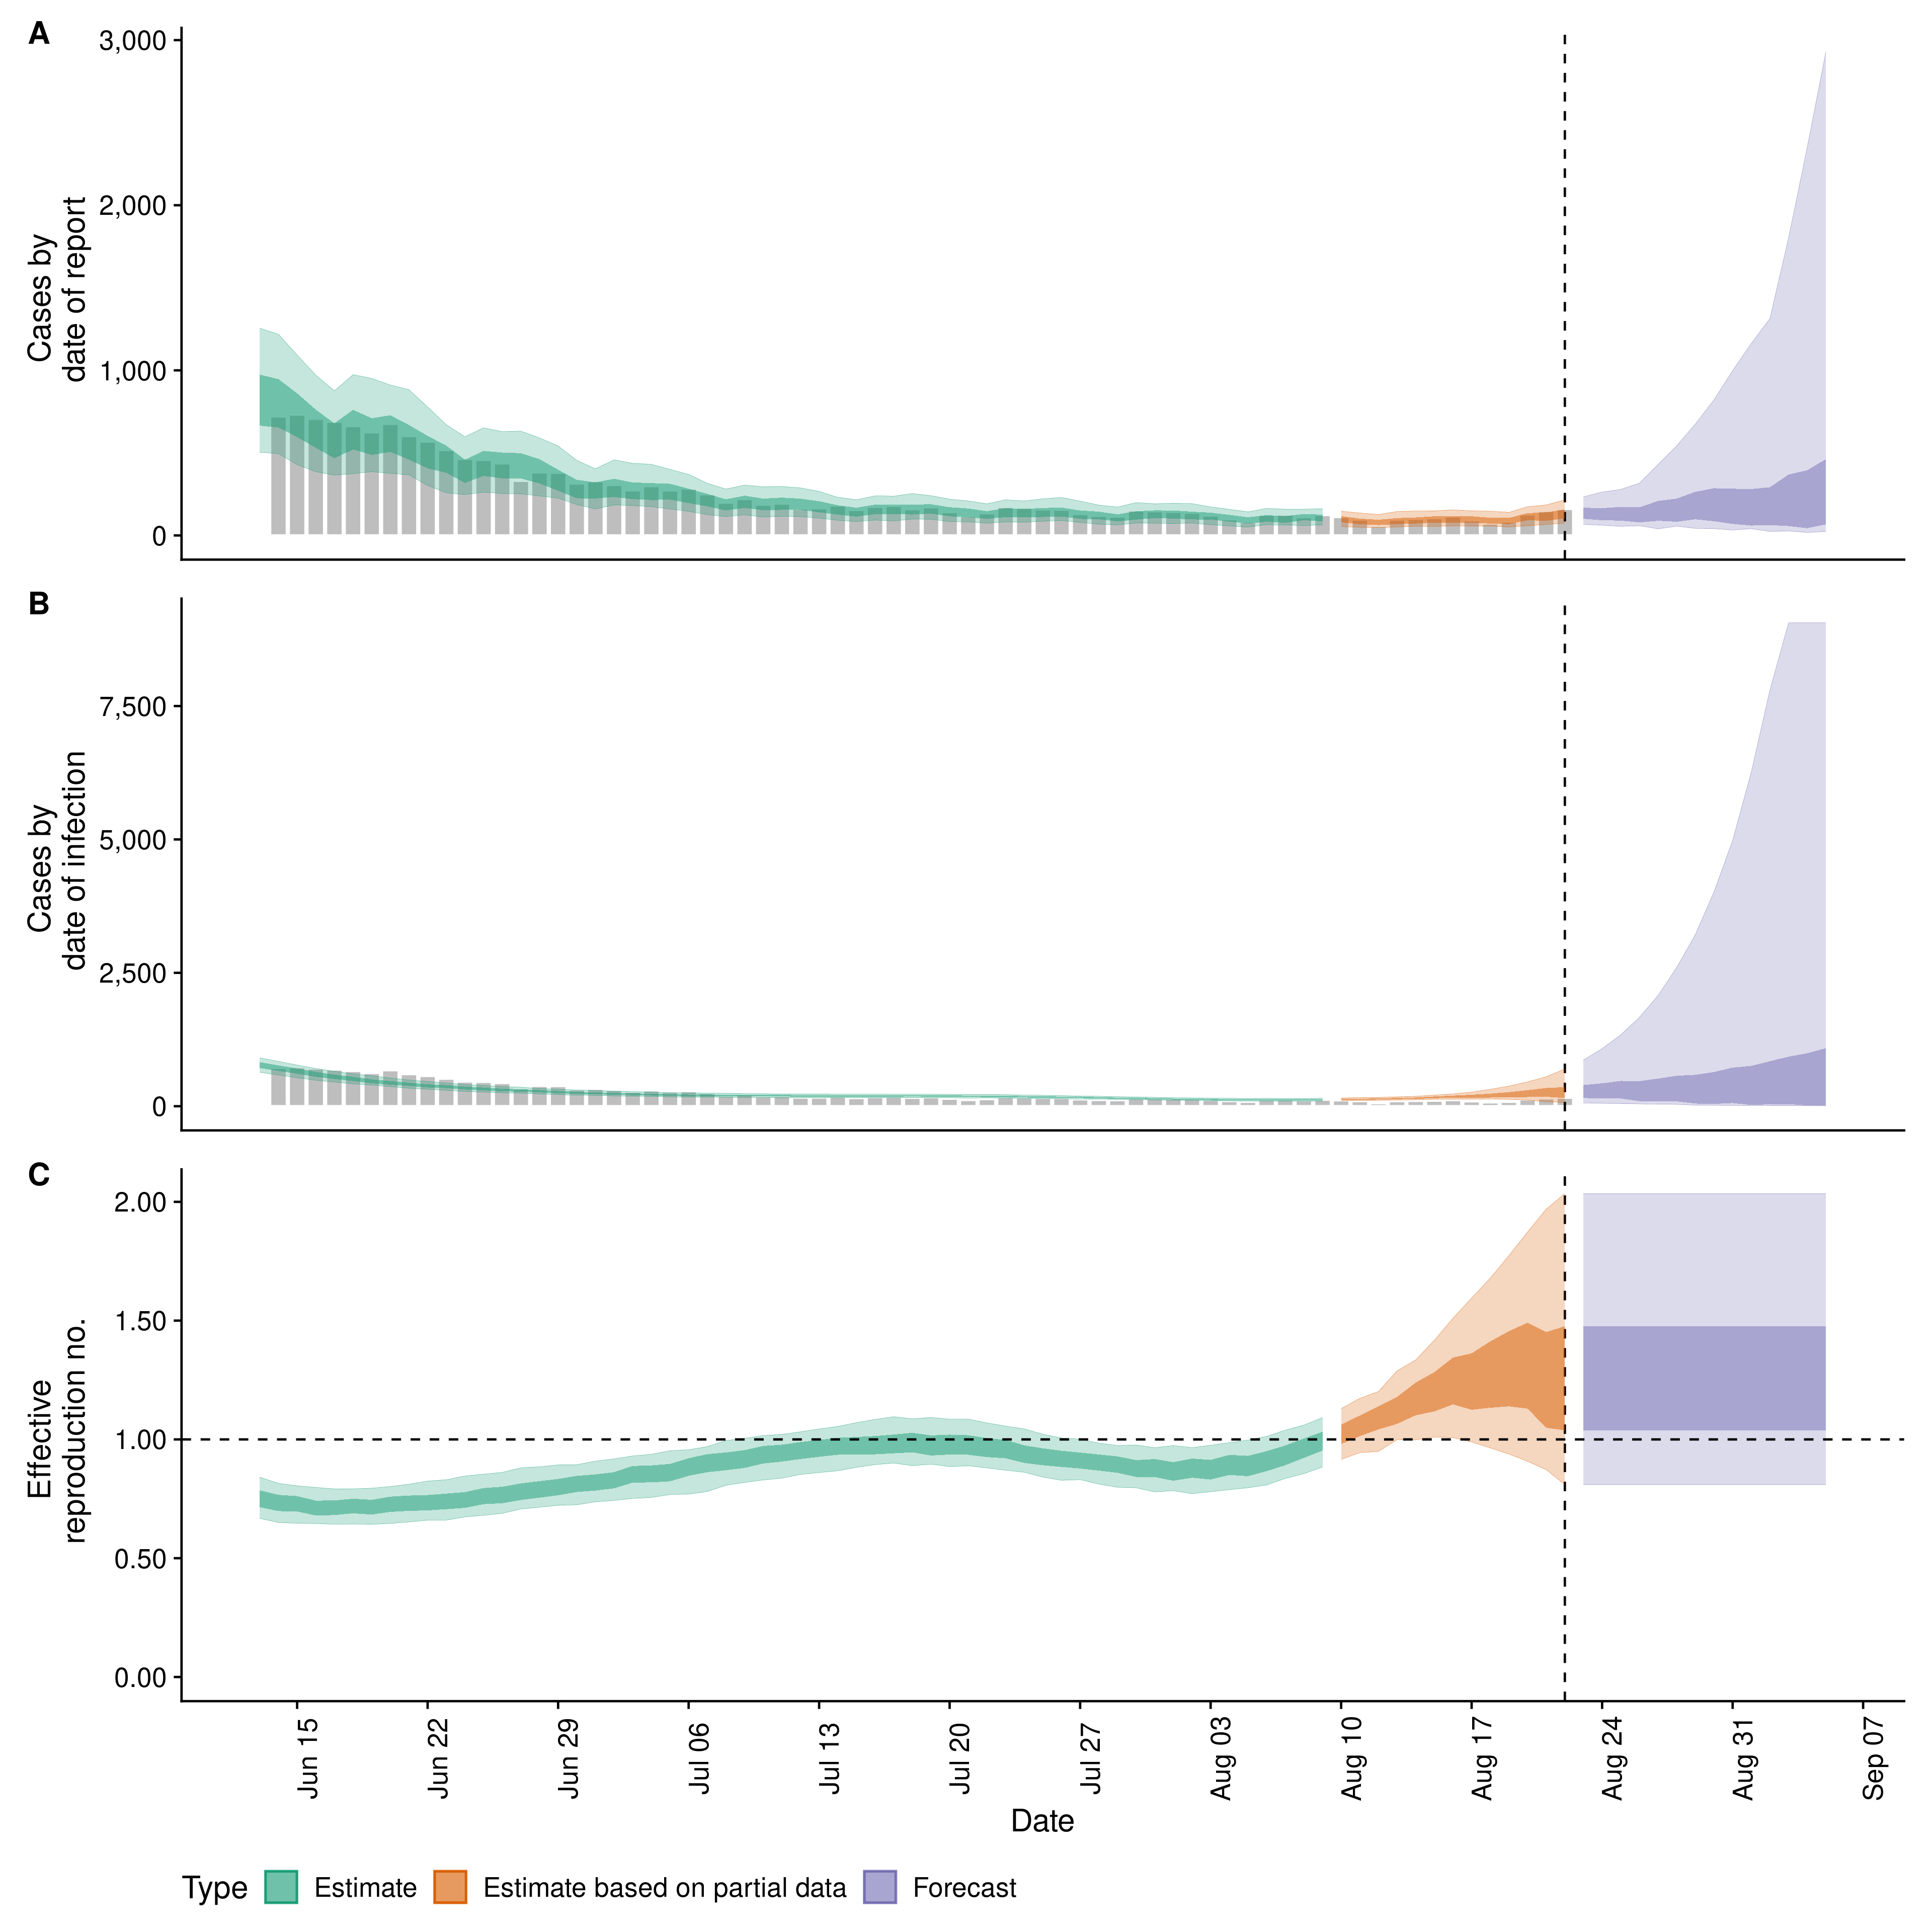 A
3,000
2,000
1,000
0
Cases by
date of report
B
7,500
5,000
2,500
0
Cases by
date of infection
C
2.00
1.50
1.00
0.50
0.00
Effective
reproduction no.
Jun 15
Jun 22
Jun 29
Jul 06
Jul 13
Jul 20
Jul 27
Aug 03
Aug 10
Aug 17
Aug 24
Aug 31
Sep 07
Date
Type Estimate Estimate based on partial data Forecast